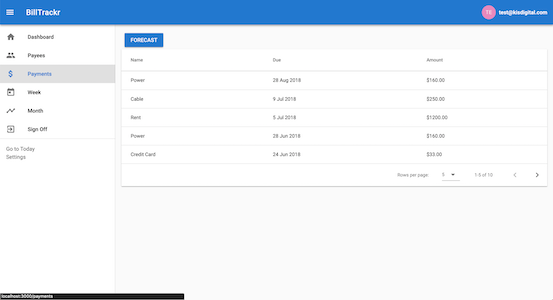 BillTrackr
TE
test@kiodigital.com
Dashboard
Payees
Payments
Week
Month
Sign Off
Go to Today
Settings
FORECAST
Name Due Amount
Power 28 Aug 2018 $160.00
Cable 9 Jul 2018 $250.00
Rent 5 Jul 2018 $1200.00
Power 28 Jun 2018 $160.00
Credit Card 24 Jun 2018 $33.00
Rows per page: 5 1-5 of 10
localhost:3000/payments